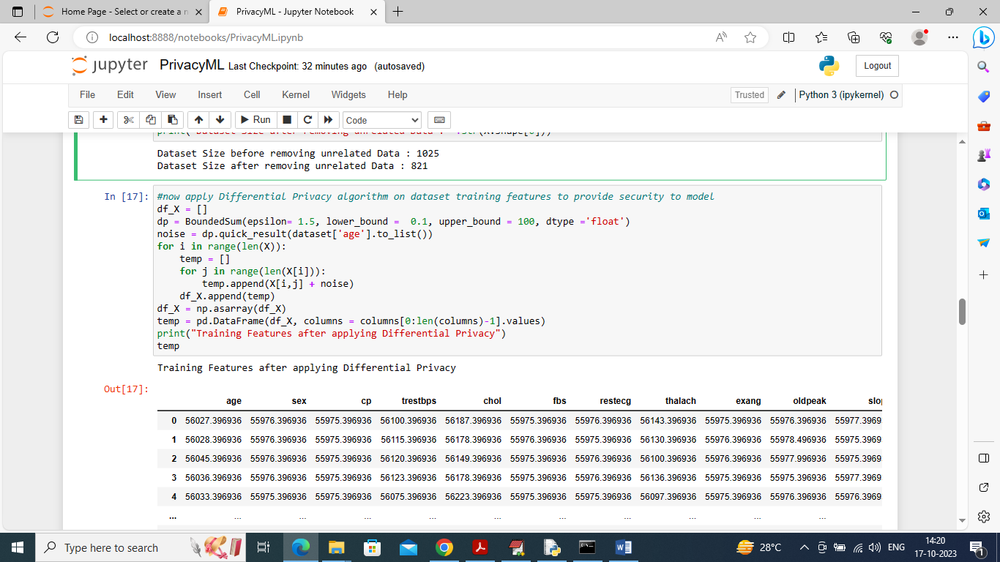 Home Page - Select or create a n
PrivacyML - Jupyter Notebook
localhost:8888/notebooks/PrivacyML.ipynb
jupyter PrivacyML Last Checkpoint: 32 minutes ago (autosaved)
Logout
File Edit View Insert Cell Kernel Widgets Help
Trusted Python 3 (ipykernel)
Run Code
Dataset Size before removing unrelated Data : 1025
Dataset Size after removing unrelated Data : 821
In [17]: #now apply Differential Privacy algorithm on dataset training features to provide security to model
df_X = []
dp = BoundedSum(epsilon= 1.5, lower_bound =  0.1, upper_bound = 100, dtype ='float')
noise = dp.quick_result(dataset['age'].to_list())
for i in range(len(X)):
    temp = []
    for j in range(len(X[i])):
        temp.append(X[i,j] + noise)
    df_X.append(temp)
df_X = np.asarray(df_X)
temp = pd.DataFrame(df_X, columns = columns[0:len(columns)-1].values)
print("Training Features after applying Differential Privacy")
temp
Training Features after applying Differential Privacy
Out[17]:
age sex cp trestbps chol fbs restecg thalach exang oldpeak slo
0 56027.396936 55976.396936 55975.396936 56100.396936 56187.396936 55975.396936 55976.396936 56143.396936 55975.396936 55976.396936 55977.3969
1 56028.396936 55976.396936 55975.396936 56115.396936 56178.396936 55976.396936 55975.396936 56130.396936 55976.396936 55978.496936 55975.3969
2 56045.396936 55976.396936 55975.396936 56120.396936 56149.396936 55975.396936 55976.396936 56100.396936 55976.396936 55977.996936 55975.3969
3 56036.396936 55976.396936 55975.396936 56123.396936 56178.396936 55975.396936 55976.396936 56136.396936 55975.396936 55975.396936 55977.3969
4 56033.396936 55975.396936 55975.396936 56075.396936 56223.396936 55976.396936 55976.396936 56097.396936 55975.396936 55976.396936 55976.3969
... ... ... ... ... ... ... ... ... ... ...
Type here to search
28°C
ENG
14:20
17-10-2023
1